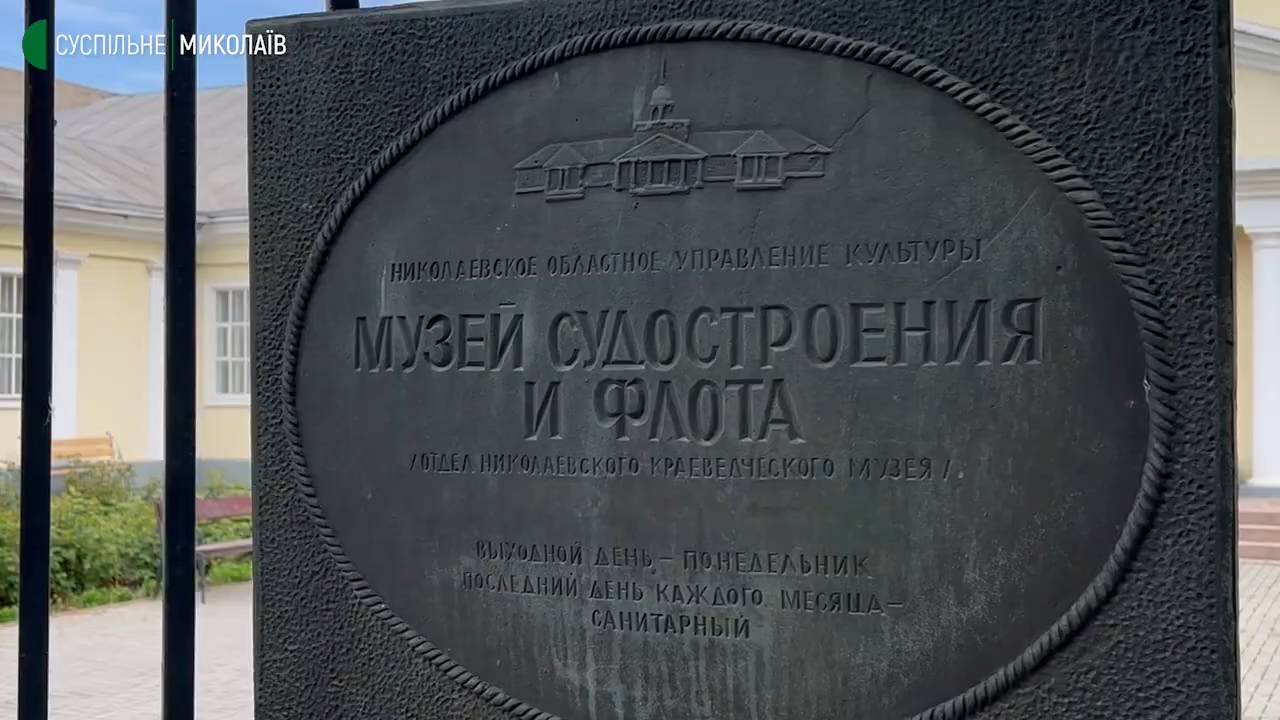 СУСПІЛЬНЕ МИКОЛАЇВ
НИКОЛАЕВСКОЕ ОБЛАСТНОЕ УПРАВЛЕНИЕ КУЛЬТУРЫ
МУЗЕЙ СУДОСТРОЕНИЯ
И ФЛОТА
/ОТДЕЛ НИКОЛАЕВСКОГО КРАЕВЕДЧЕСКОГО МУЗЕЯ/.
ВЫХОДНОЙ ДЕНЬ – ПОНЕДЕЛЬНИК
ПОСЛЕДНИЙ ДЕНЬ КАЖДОГО МЕСЯЦА –
САНИТАРНЫЙ